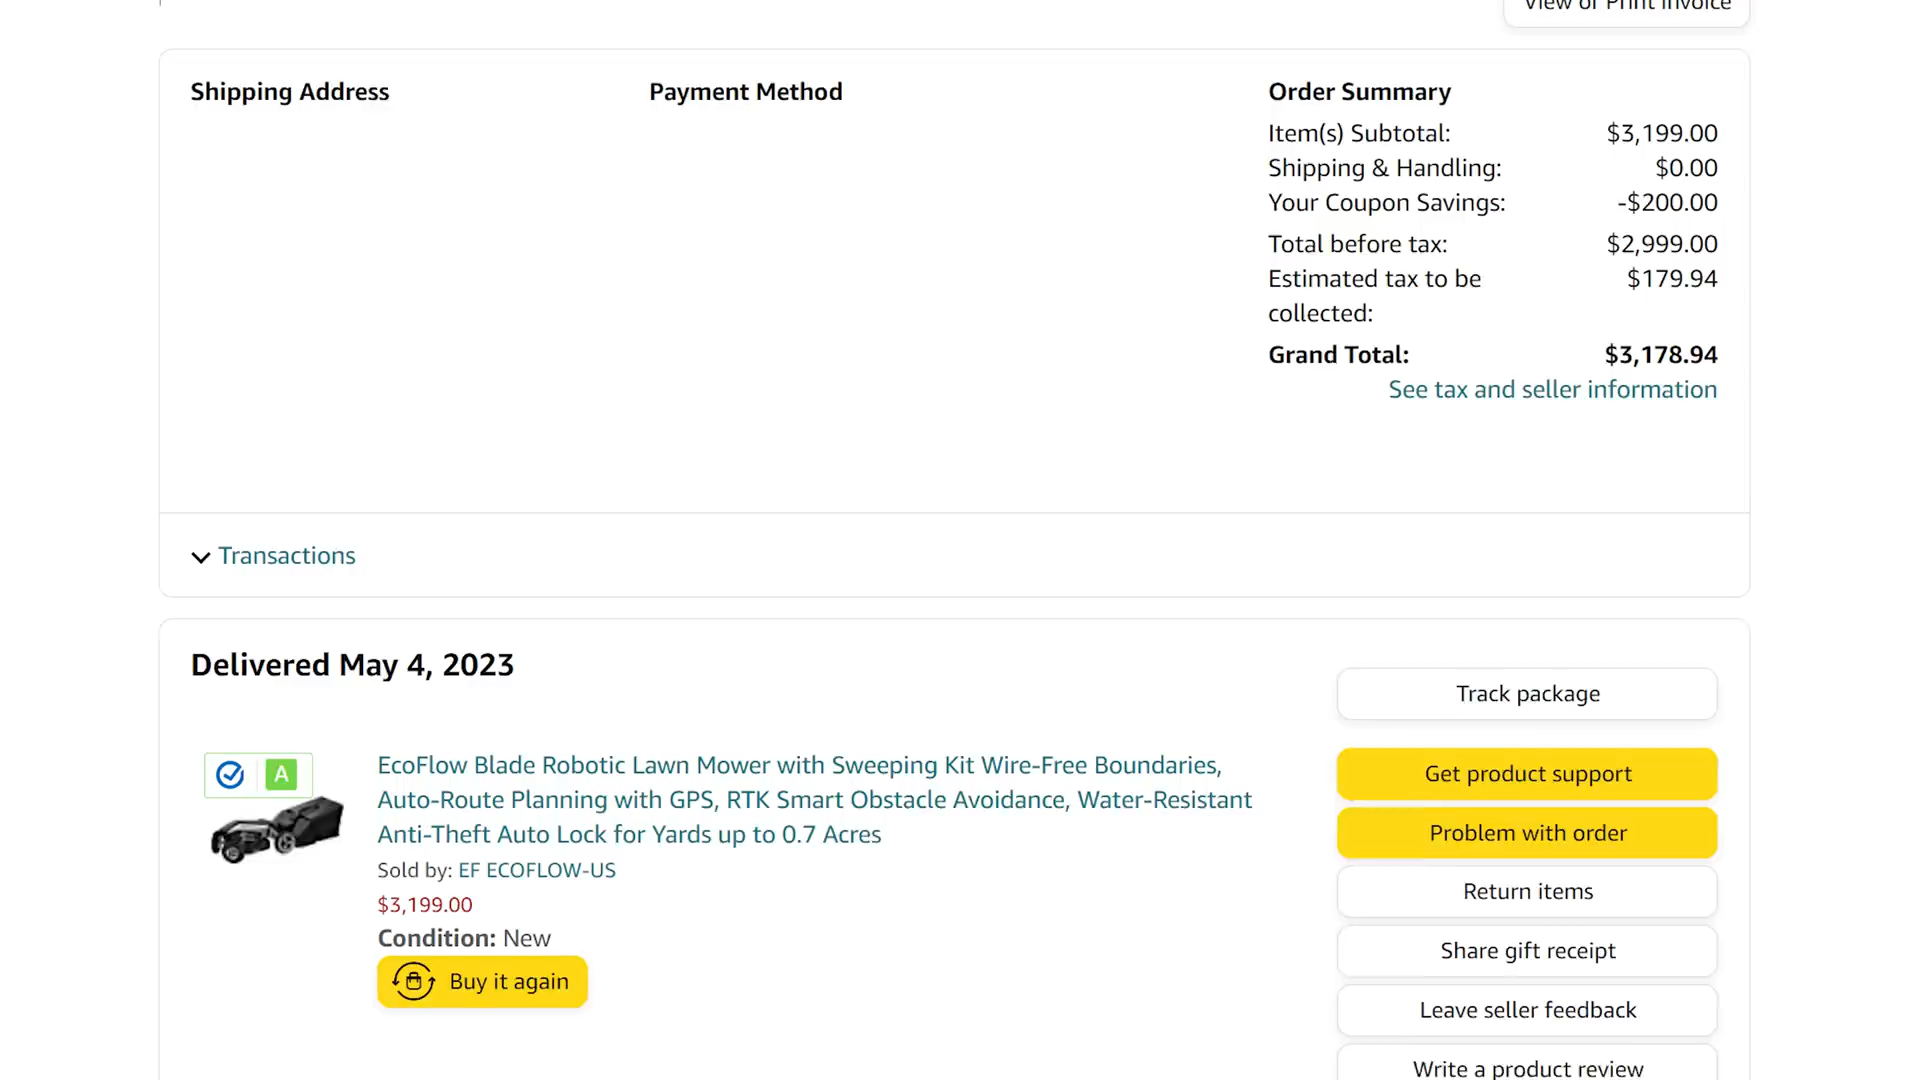 View or Print invoice
Shipping Address
Payment Method
Order Summary
Item(s) Subtotal: $3,199.00
Shipping & Handling: $0.00
Your Coupon Savings: -$200.00
Total before tax: $2,999.00
Estimated tax to be $179.94
collected:
Grand Total: $3,178.94
See tax and seller information
Transactions
Delivered May 4, 2023
A
EcoFlow Blade Robotic Lawn Mower with Sweeping Kit Wire-Free Boundaries,
Auto-Route Planning with GPS, RTK Smart Obstacle Avoidance, Water-Resistant
Anti-Theft Auto Lock for Yards up to 0.7 Acres
Sold by: EF ECOFLOW-US
$3,199.00
Condition: New
Buy it again
Track package
Get product support
Problem with order
Return items
Share gift receipt
Leave seller feedback
Write a product review